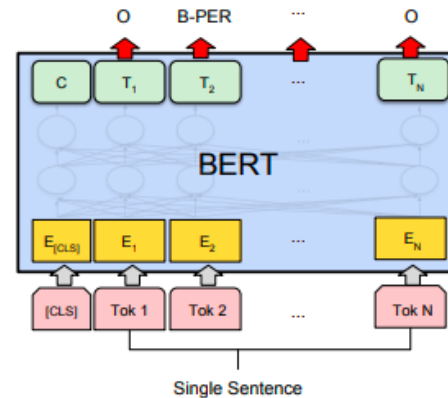 O B-PER ... O
C T1 T2 ... TN
...
...
BERT
E[CLS] E1 E2 ... EN
[CLS] Tok 1 Tok 2 ... Tok N
Single Sentence